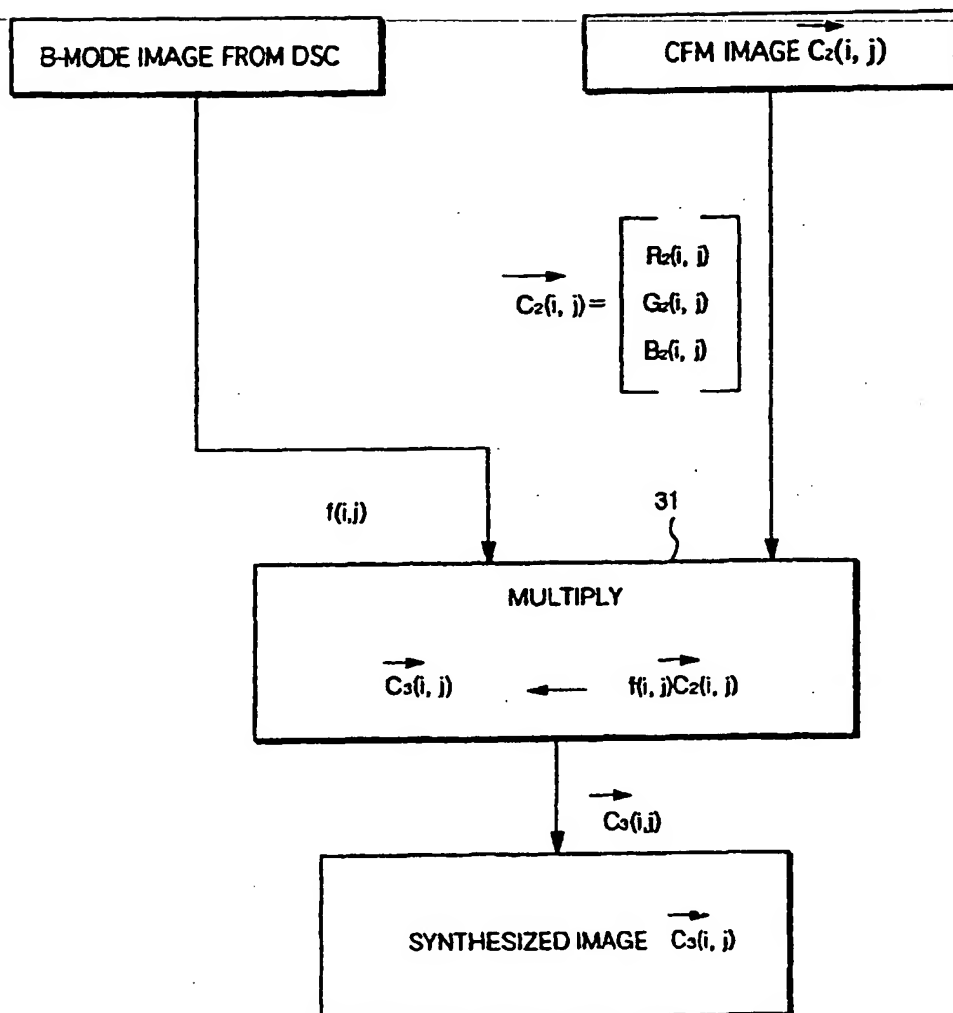 B-MODE IMAGE FROM DSC
CFM IMAGE C₂(i, j)
C₂(i, j) =
R₂(i, j)
G₂(i, j)
B₂(i, j)
f(i,j)
31
MULTIPLY
C₃(i, j) ← f(i, j)C₂(i, j)
C₃(i,j)
SYNTHESIZED IMAGE C₃(i, j)